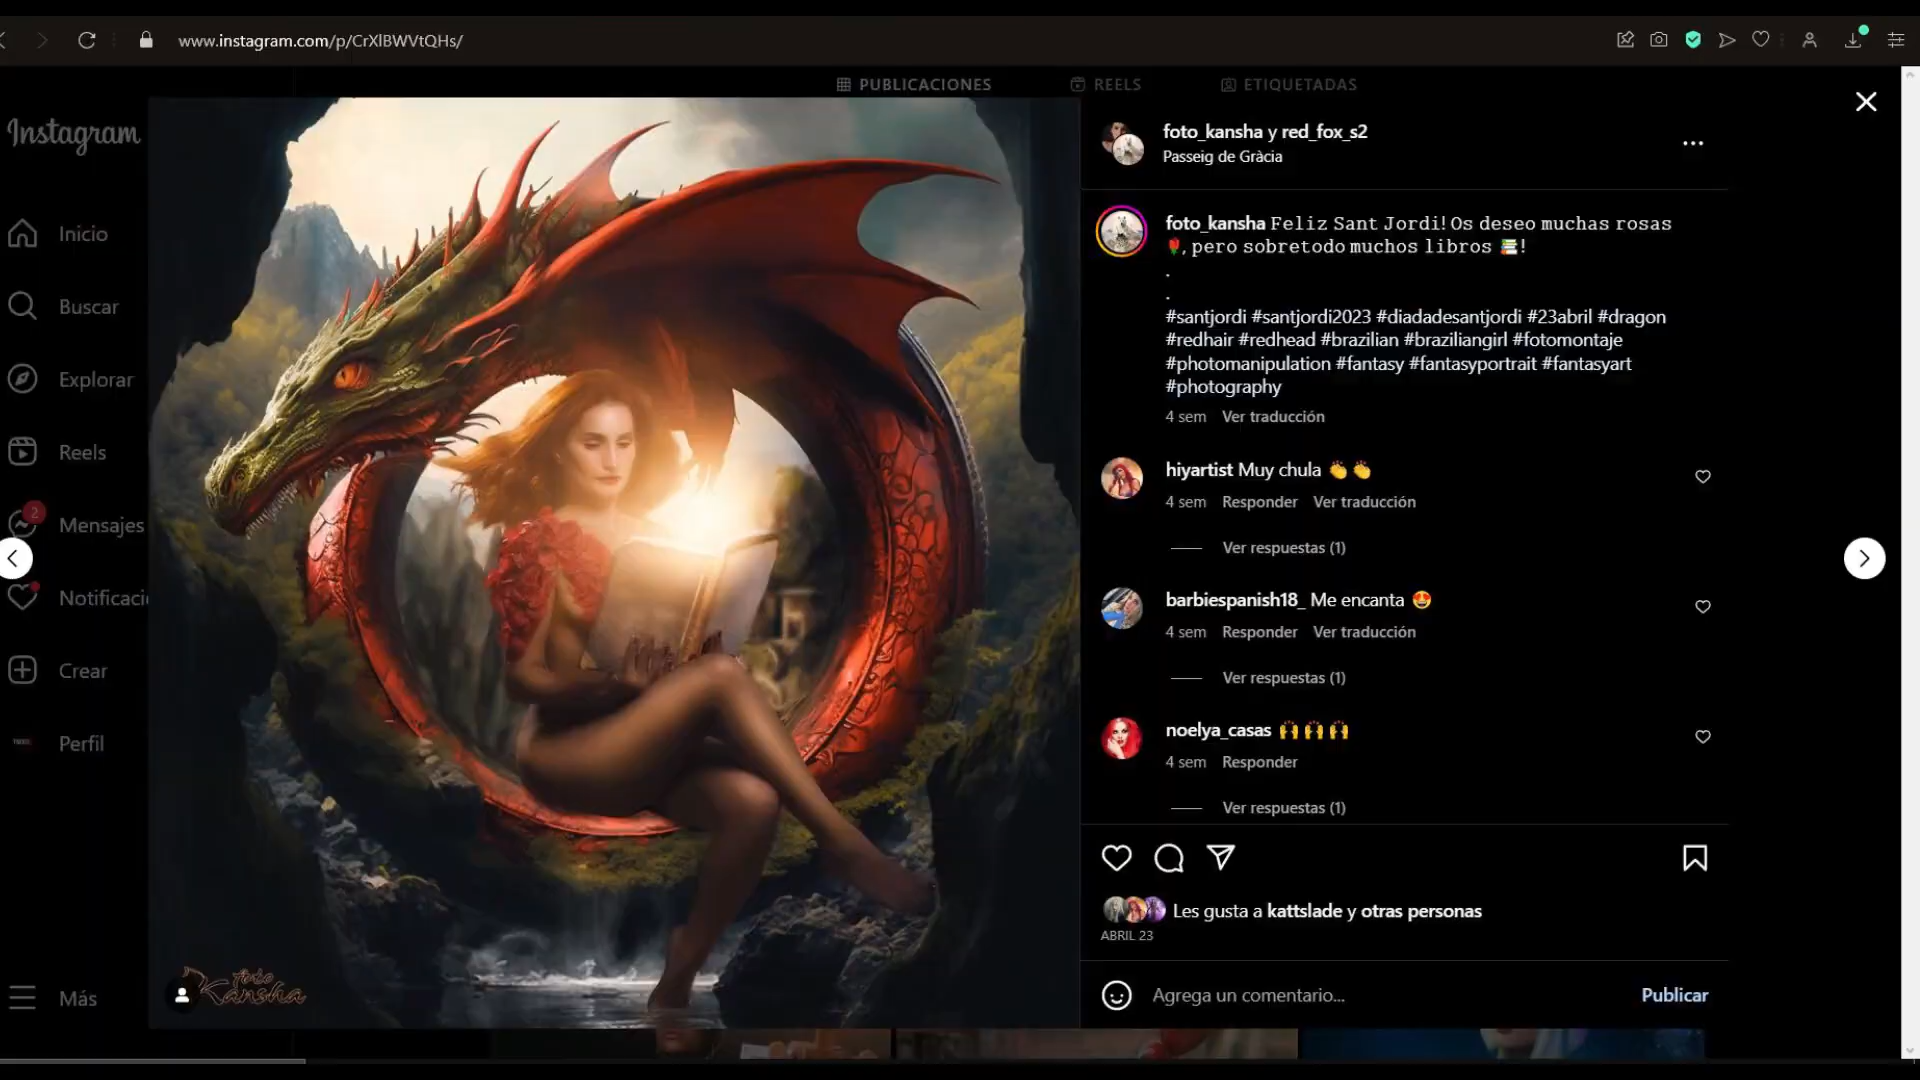 www.instagram.com/p/CrXlBWVtQHs/
PUBLICACIONES
REELS
ETIQUETADAS
Instagram
Inicio
Buscar
Explorar
Reels
2
Mensajes
Notificaci
Crear
Perfil
Más
foto
Kansha
foto_kansha y red_fox_s2
Passeig de Gràcia
foto_kansha Feliz Sant Jordi! Os deseo muchas rosas
🌹, pero sobretodo muchos libros 📚!
.
.
#santjordi #santjordi2023 #diadadesantjordi #23abril #dragon
#redhair #redhead #brazilian #braziliangirl #fotomontaje
#photomanipulation #fantasy #fantasyportrait #fantasyart
#photography
4 sem Ver traducción
hiyartist Muy chula 👏👏
4 sem Responder Ver traducción
Ver respuestas (1)
barbiespanish18_ Me encanta 😍
4 sem Responder Ver traducción
Ver respuestas (1)
noelya_casas 🙌🙌🙌
4 sem Responder
Ver respuestas (1)
Les gusta a kattslade y otras personas
ABRIL 23
Agrega un comentario...
Publicar